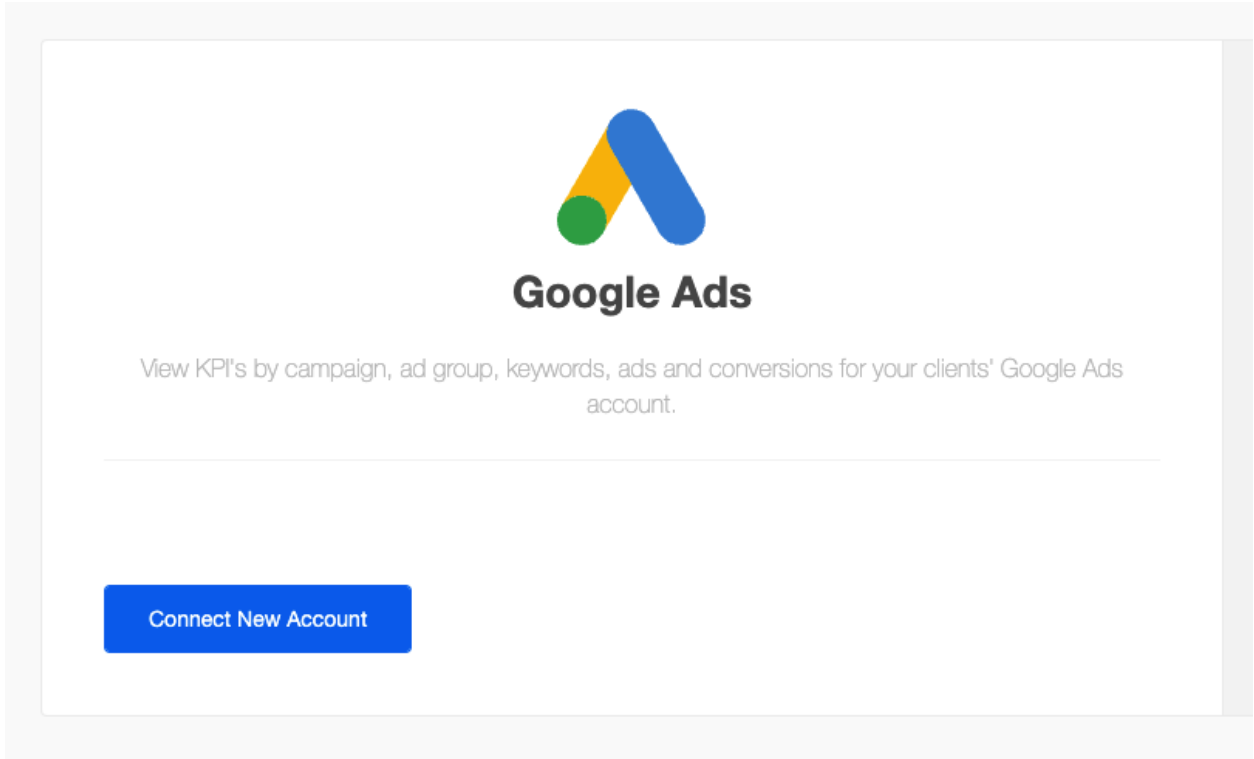 Google Ads
View KPI's by campaign, ad group, keywords, ads and conversions for your clients' Google Ads
account.
Connect New Account